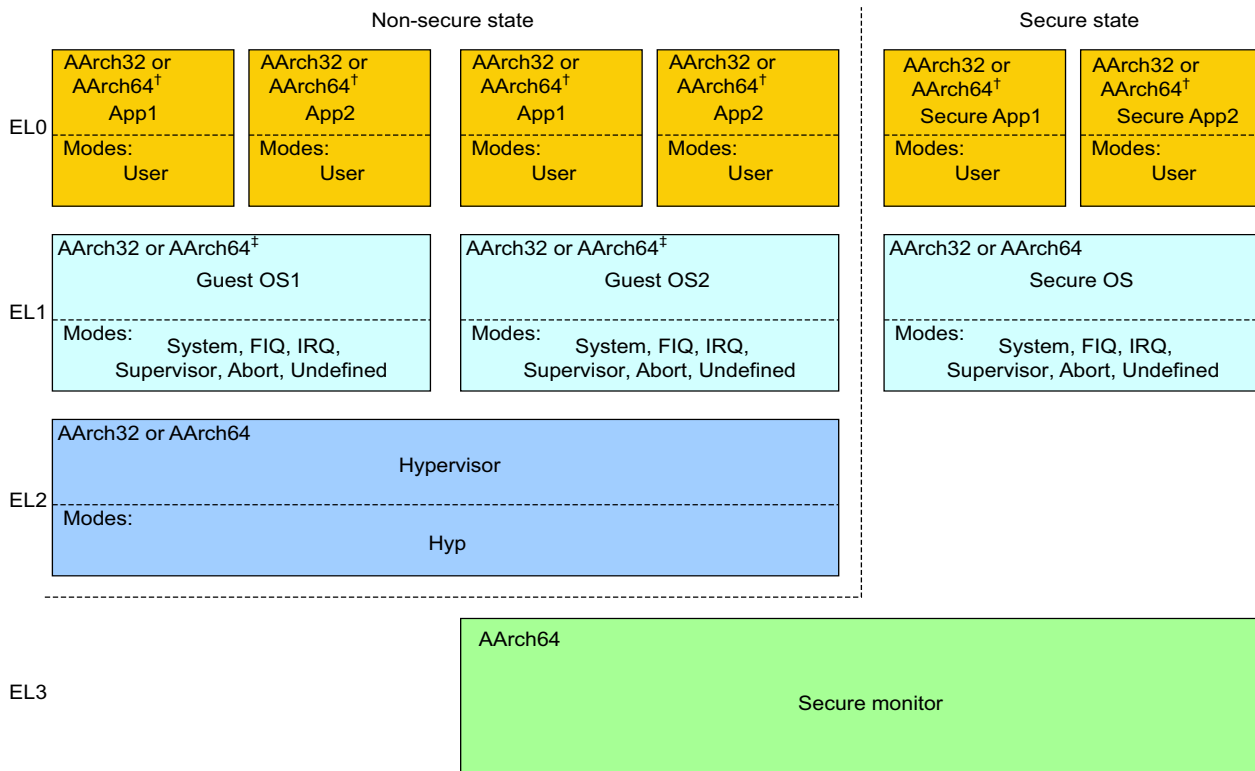 Non-secure state
Secure state
EL0
AArch32 or
AArch64†
App1
Modes:
User
AArch32 or
AArch64†
App2
Modes:
User
AArch32 or
AArch64†
App1
Modes:
User
AArch32 or
AArch64†
App2
Modes:
User
AArch32 or
AArch64†
Secure App1
Modes:
User
AArch32 or
AArch64†
Secure App2
Modes:
User
EL1
AArch32 or AArch64‡
Guest OS1
Modes:
System, FIQ, IRQ,
Supervisor, Abort, Undefined
AArch32 or AArch64‡
Guest OS2
Modes:
System, FIQ, IRQ,
Supervisor, Abort, Undefined
AArch32 or AArch64
Secure OS
Modes:
System, FIQ, IRQ,
Supervisor, Abort, Undefined
EL2
AArch32 or AArch64
Hypervisor
Modes:
Hyp
EL3
AArch64
Secure monitor